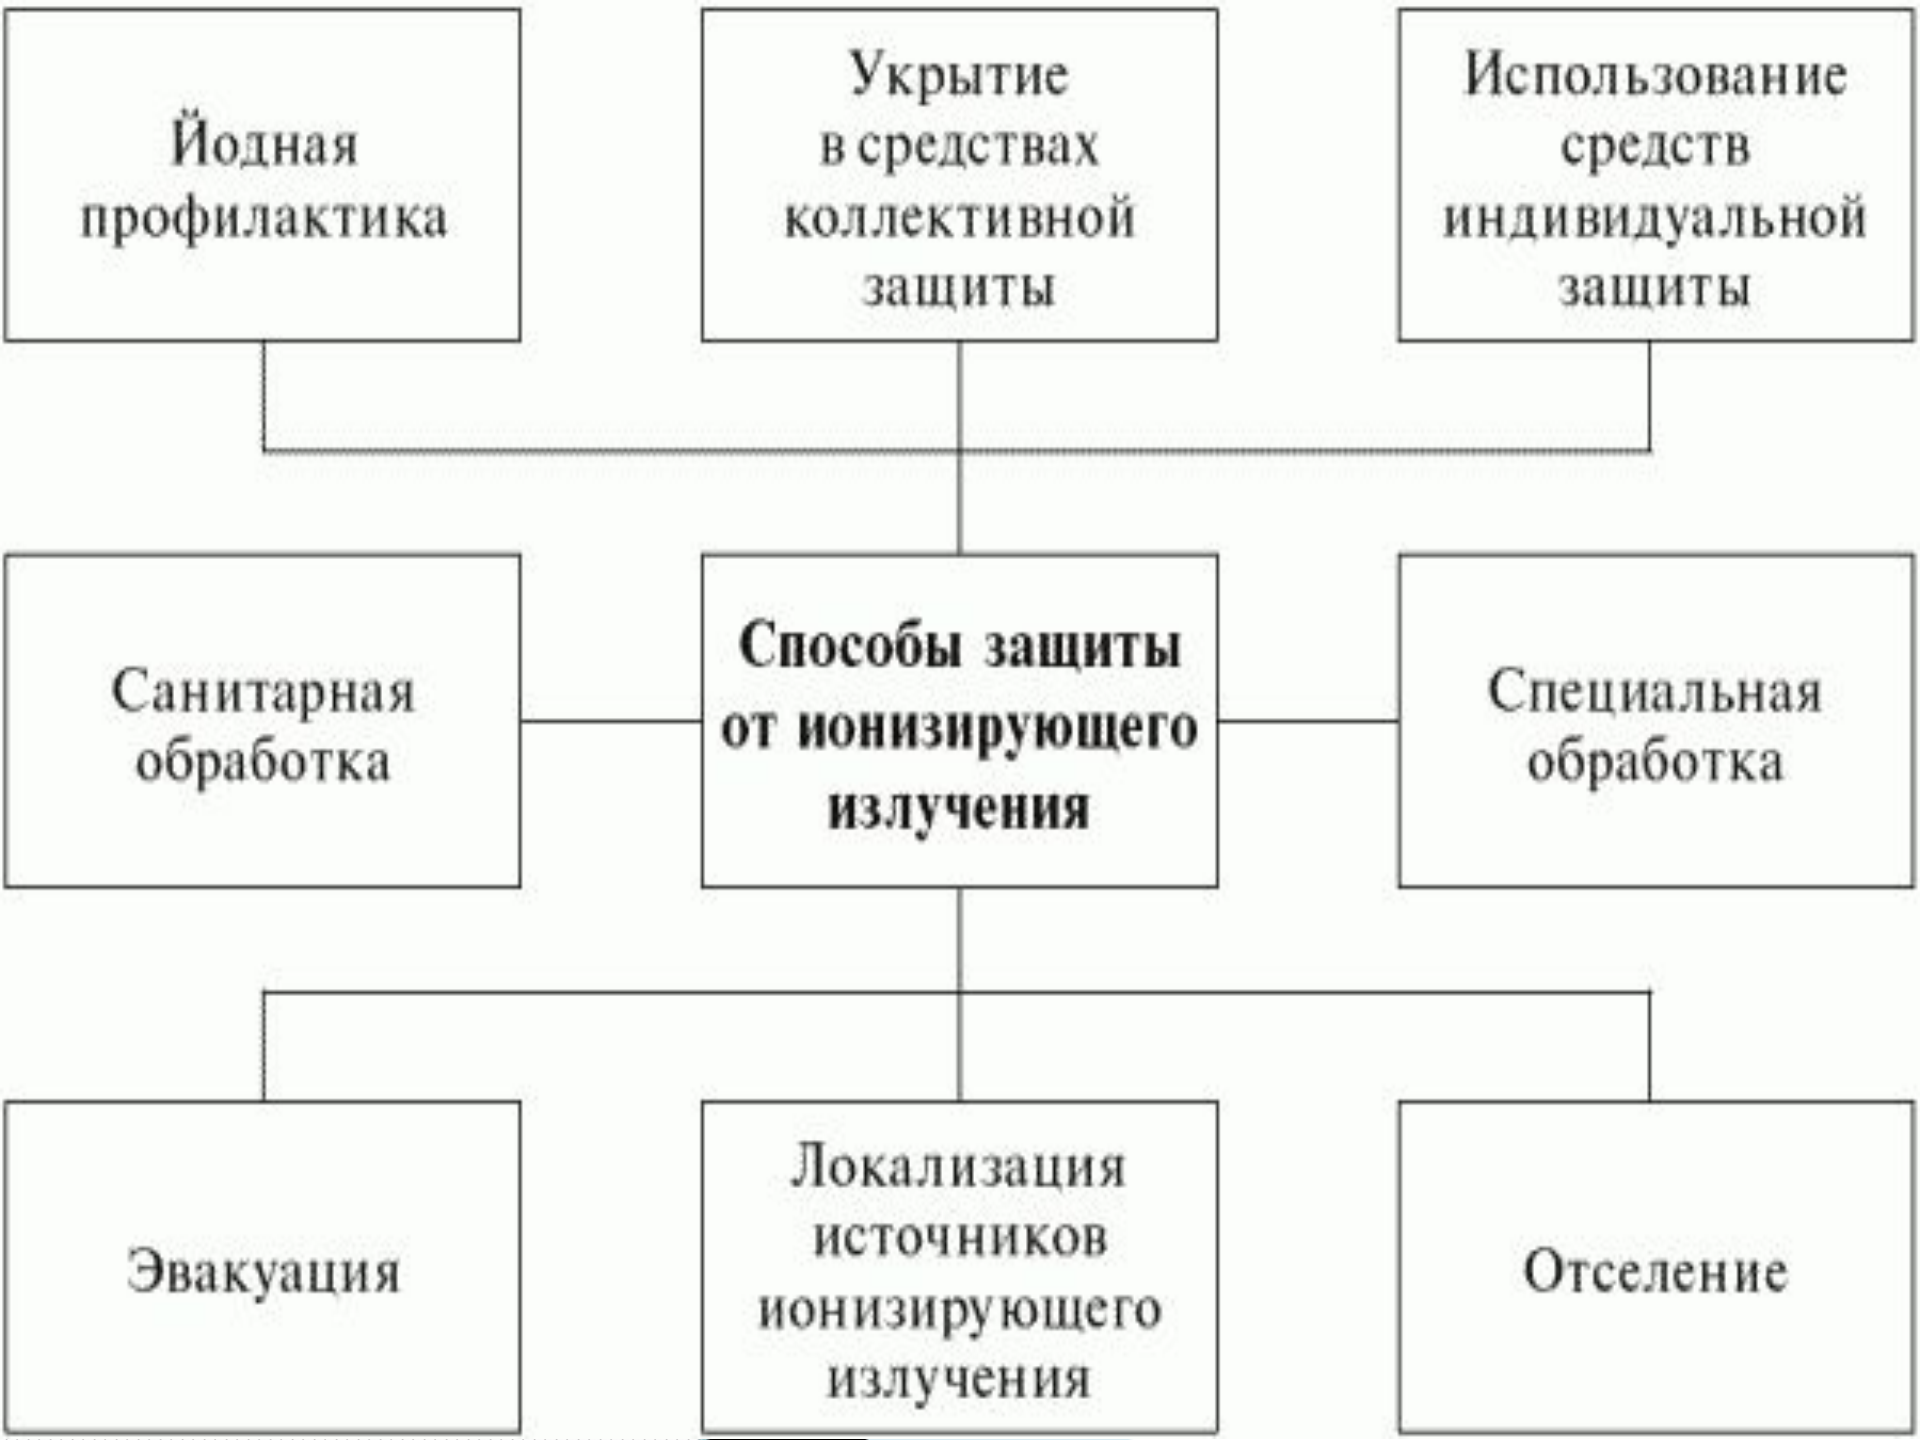 Йодная
профилактика
Укрытие
в средствах
коллективной
защиты
Использование
средств
индивидуальной
защиты
Санитарная
обработка
Способы защиты
от ионизирующего
излучения
Специальная
обработка
Эвакуация
Локализация
источников
ионизирующего
излучения
Отселение